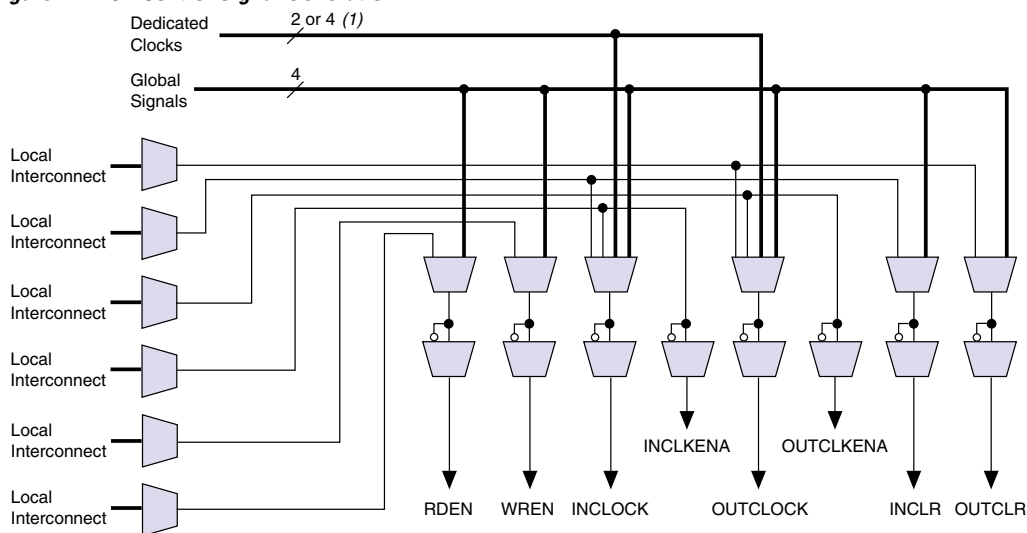 Dedicated
Clocks
2 or 4 (1)
Global
Signals
4
Local
Interconnect
Local
Interconnect
Local
Interconnect
Local
Interconnect
Local
Interconnect
Local
Interconnect
INCLKENA
OUTCLKENA
RDEN
WREN
INCLOCK
OUTCLOCK
INCLR
OUTCLR